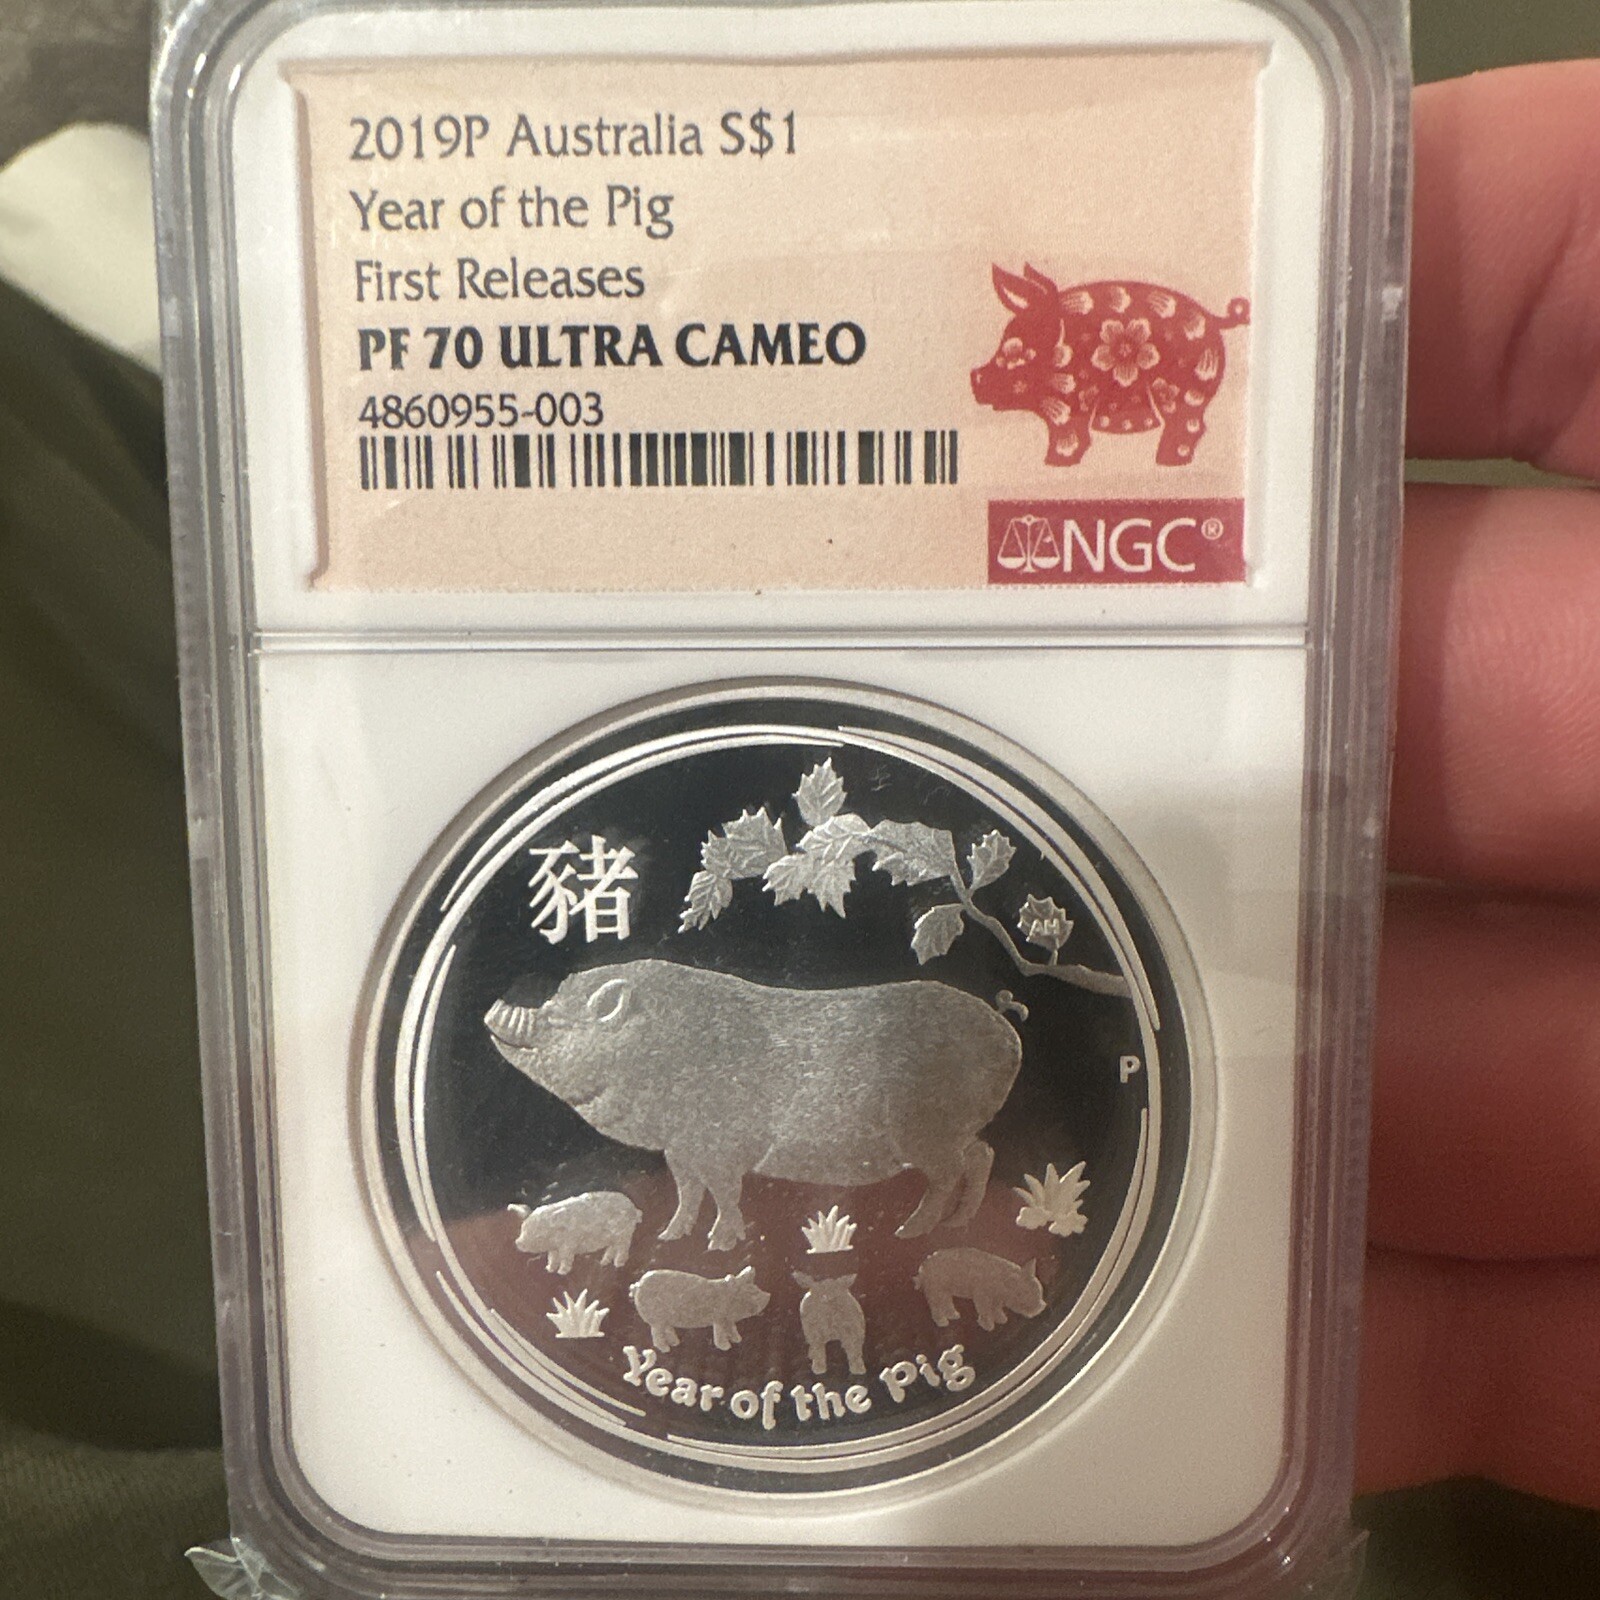 2019P Australia S$1
Year of the Pig
First Releases
PF 70 ULTRA CAMEO
4860955-003
NGC®
豬
AH
P
Year of the Pig